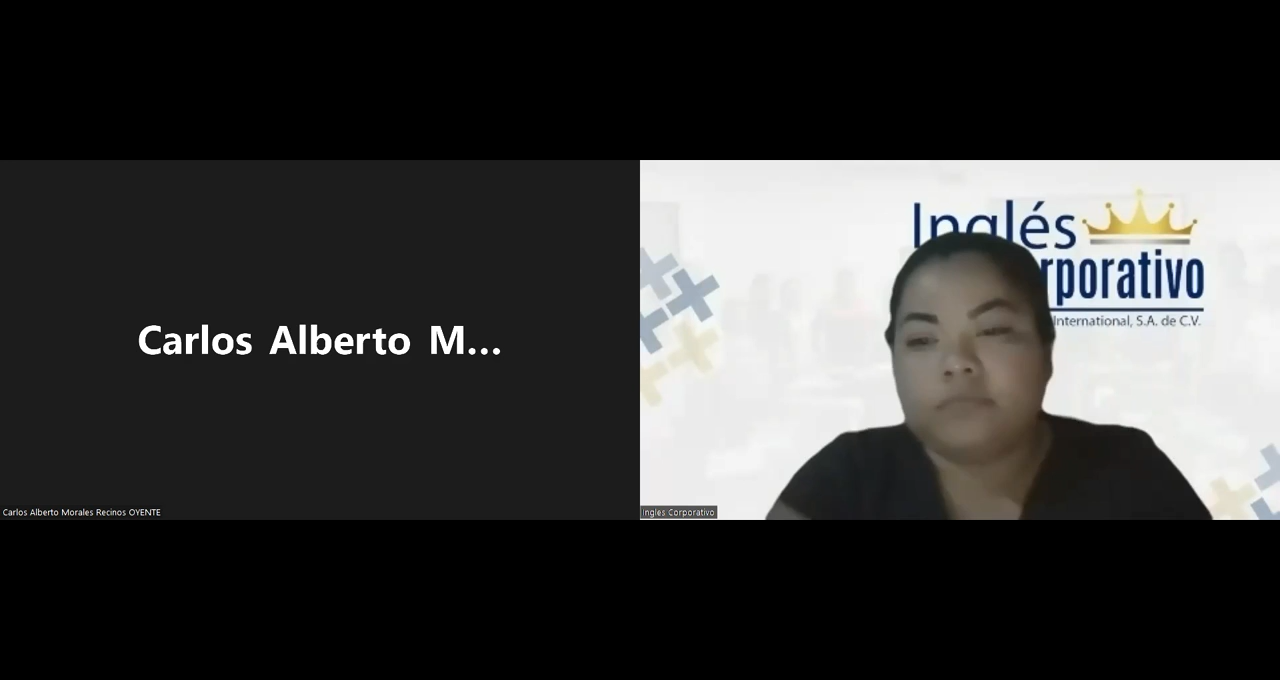 Carlos Alberto M...
Carlos Alberto Morales Recinos OYENTE
Inglés
rporativo
International, S.A. de C.V.
Ingles Corporativo